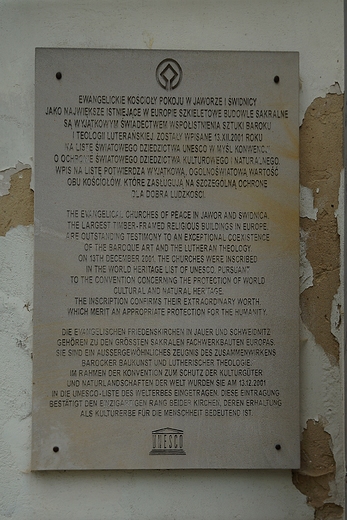 EWANGELICKIE KOŚCIOŁY POKOJU W JAWORZE I ŚWIDNICY
JAKO NAJWIĘKSZE ISTNIEJĄCE W EUROPIE SZKIELETOWE BUDOWLE SAKRALNE
SĄ WYJĄTKOWYM ŚWIADECTWEM WSPÓŁISTNIENIA SZTUKI BAROKU
I TEOLOGII LUTERAŃSKIEJ. ZOSTAŁY WPISANE 13.XII.2001 ROKU
NA LISTĘ ŚWIATOWEGO DZIEDZICTWA UNESCO W MYŚL KONWENCJI
O OCHRONIE ŚWIATOWEGO DZIEDZICTWA KULTUROWEGO I NATURALNEGO.
WPIS NA LISTĘ POTWIERDZA WYJĄTKOWĄ, OGÓLNOŚWIATOWĄ WARTOŚĆ
OBU KOŚCIOŁÓW, KTÓRE ZASŁUGUJĄ NA SZCZEGÓLNĄ OCHRONĘ
DLA DOBRA LUDZKOŚCI.
THE EVANGELICAL CHURCHES OF PEACE IN JAWOR AND ŚWIDNICA,
THE LARGEST TIMBER-FRAMED RELIGIOUS BUILDINGS IN EUROPE,
ARE OUTSTANDING TESTIMONY TO AN EXCEPTIONAL COEXISTENCE
OF THE BAROQUE ART AND THE LUTHERAN THEOLOGY.
ON 13TH DECEMBER 2001, THE CHURCHES WERE INSCRIBED
IN THE WORLD HERITAGE LIST OF UNESCO, PURSUANT
TO THE CONVENTION CONCERNING THE PROTECTION OF WORLD
CULTURAL AND NATURAL HERITAGE.
THE INSCRIPTION CONFIRMS THEIR EXTRAORDINARY WORTH,
WHICH MERIT AN APPROPRIATE PROTECTION FOR THE HUMANITY.
DIE EVANGELISCHEN FRIEDENSKIRCHEN IN JAUER UND SCHWEIDNITZ
GEHÖREN ZU DEN GRÖSSTEN SAKRALEN FACHWERKBAUTEN EUROPAS.
SIE SIND EIN AUSSERGEWÖHNLICHES ZEUGNIS DES ZUSAMMENWIRKENS
BAROCKER BAUKUNST UND LUTHERISCHER THEOLOGIE.
IM RAHMEN DER KONVENTION ZUM SCHUTZ DER KULTURGÜTER
UND NATURLANDSCHAFTEN DER WELT WURDEN SIE AM 13.12.2001
IN DIE UNESCO-LISTE DES WELTERBES EINGETRAGEN. DIESE EINTRAGUNG
BESTÄTIGT DEN EINZIGARTIGEN RANG BEIDER KIRCHEN, DEREN ERHALTUNG
ALS KULTURERBE FÜR DIE MENSCHHEIT BEDEUTEND IST.
UNESCO